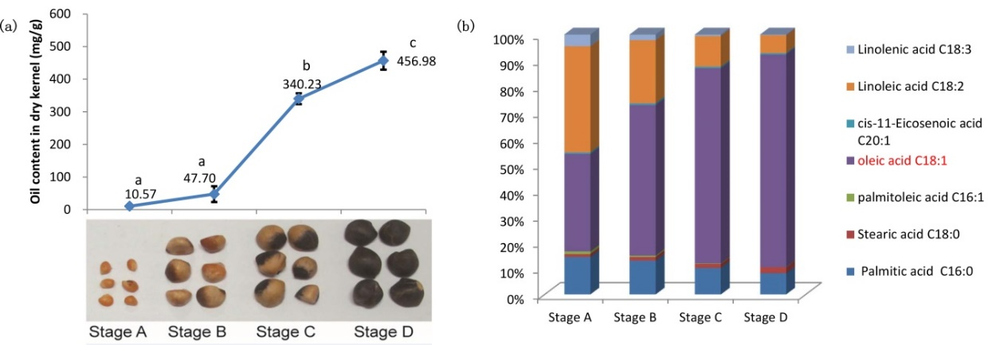 (a)
Oil content in dry kernel (mg/g)
600
500
400
300
200
100
0
a
10.57
a
47.70
b
340.23
c
456.98
Stage A
Stage B
Stage C
Stage D
(b)
100%
90%
80%
70%
60%
50%
40%
30%
20%
10%
0%
Stage A
Stage B
Stage C
Stage D
Linolenic acid C18:3
Linoleic acid C18:2
cis-11-Eicosenoic acid
C20:1
oleic acid C18:1
palmitoleic acid C16:1
Stearic acid C18:0
Palmitic acid C16:0